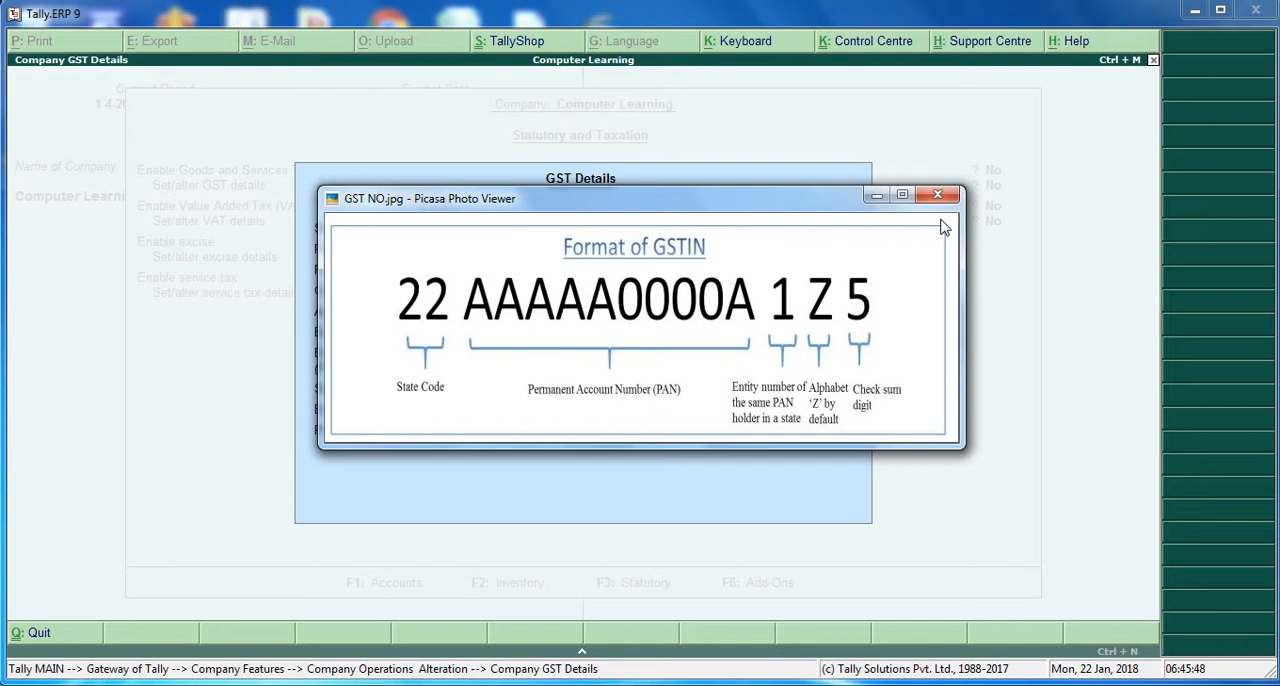 Tally.ERP 9
P: Print E: Export M: E-Mail O: Upload S: TallyShop G: Language K: Keyboard K: Control Centre H: Support Centre H: Help
Company GST Details Computer Learning Ctrl + M
1-4-20
Company: Computer Learning
Statutory and Taxation
Name of Company
Computer Learni
Enable Goods and Services ? No
Set/alter GST details ? No
Enable Value Added Tax (VA ? No
Set/alter VAT details ? No
Enable excise
Set/alter excise details
Enable service tax
Set/alter service tax detail
GST Details
GST NO.jpg - Picasa Photo Viewer
Format of GSTIN
22 AAAAA0000A 1 Z 5
State Code
Permanent Account Number (PAN)
Entity number of
the same PAN
holder in a state
Alphabet
‘Z’ by
default
Check sum
digit
F1: Accounts F2: Inventory F3: Statutory F6: Add-Ons
Q: Quit
Ctrl + N
Tally MAIN --> Gateway of Tally --> Company Features --> Company Operations Alteration --> Company GST Details (c) Tally Solutions Pvt. Ltd., 1988-2017 Mon, 22 Jan, 2018 06:45:48